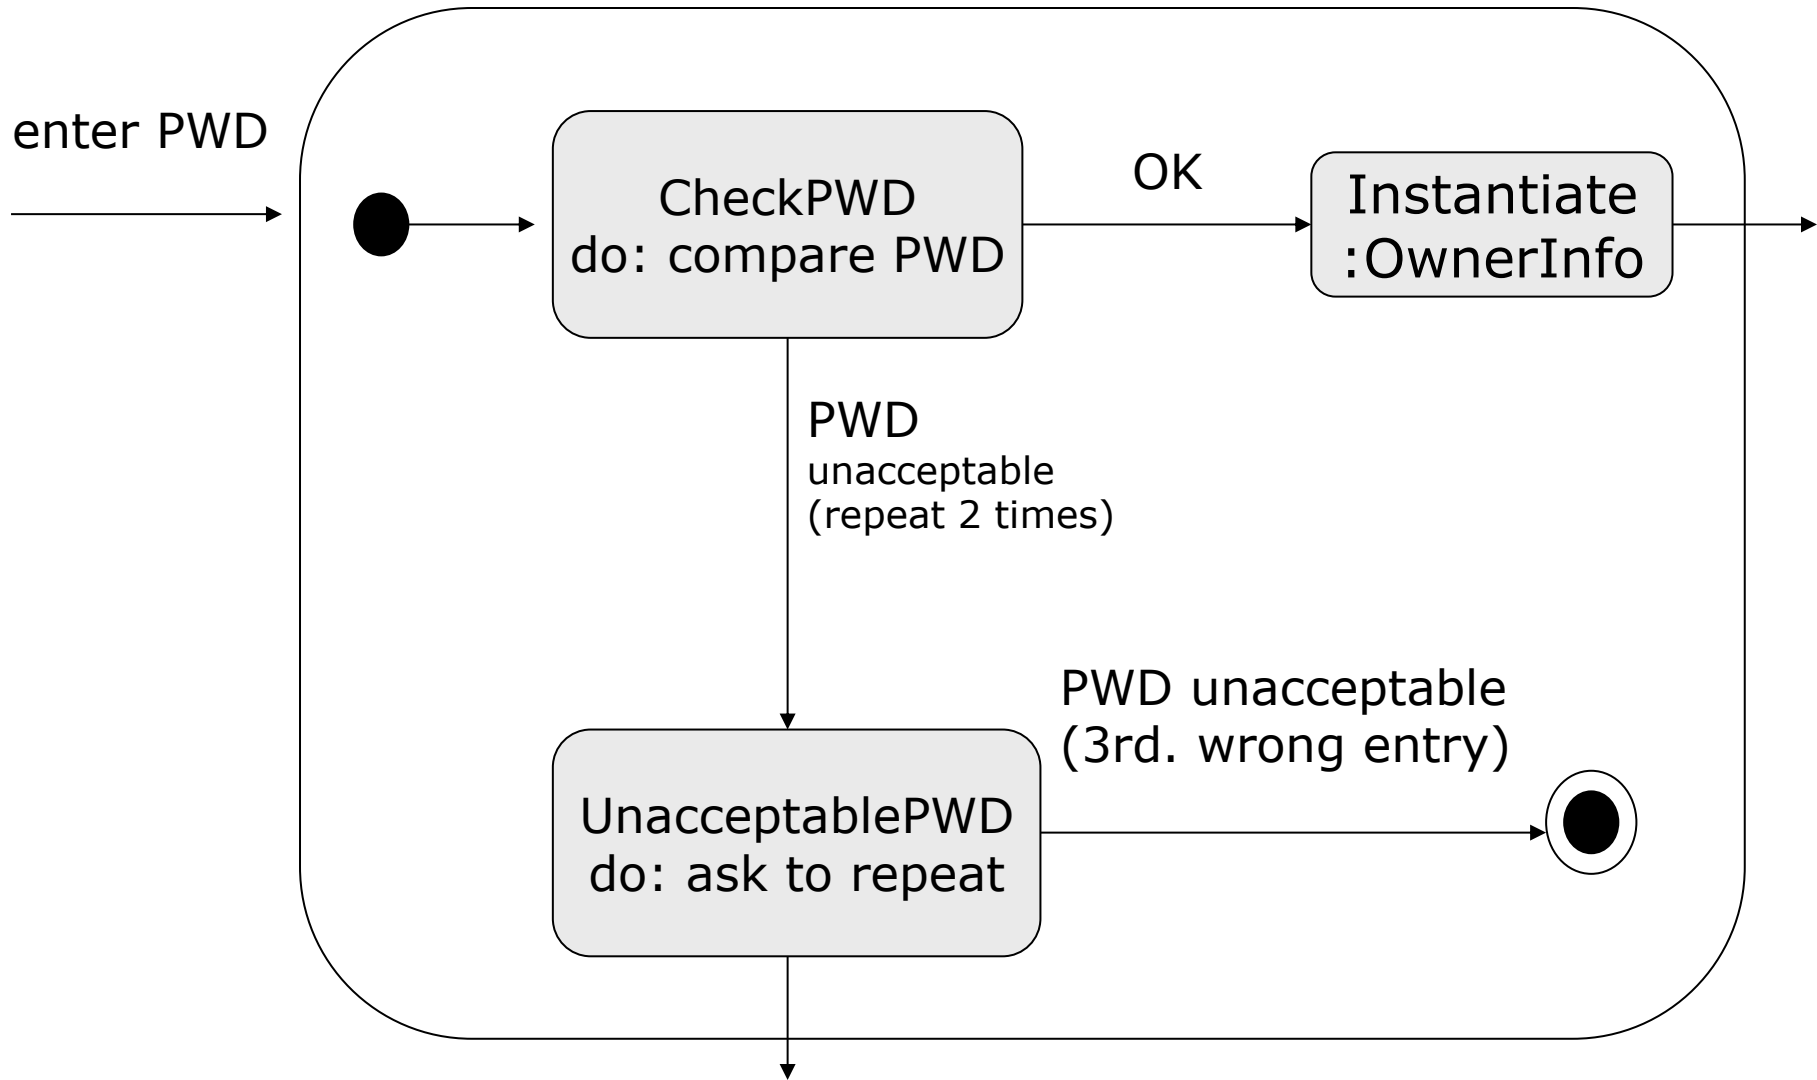 enter PWD
CheckPWD
do: compare PWD
OK
Instantiate
:OwnerInfo
PWD
unacceptable
(repeat 2 times)
PWD unacceptable
(3rd. wrong entry)
UnacceptablePWD
do: ask to repeat